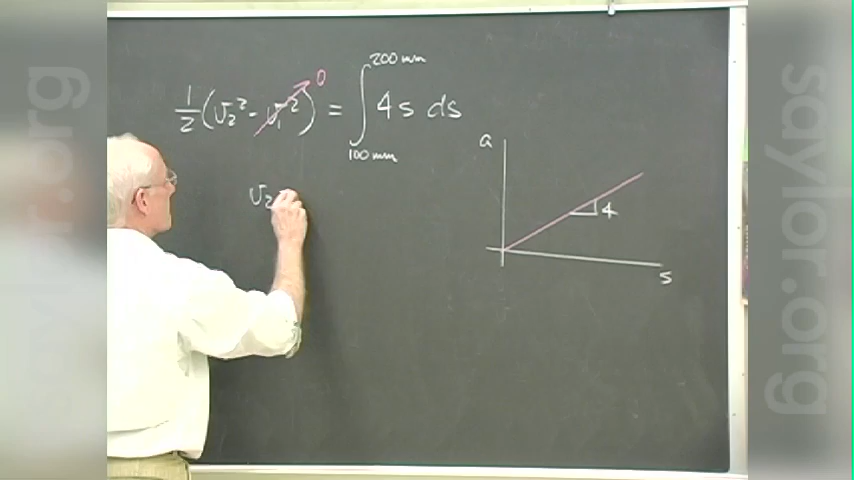 ½(v₂² - v₁²) = ∫ 4s ds
0
200 mm
100 mm
v₂
a
4
s
saylor.org
saylor.org